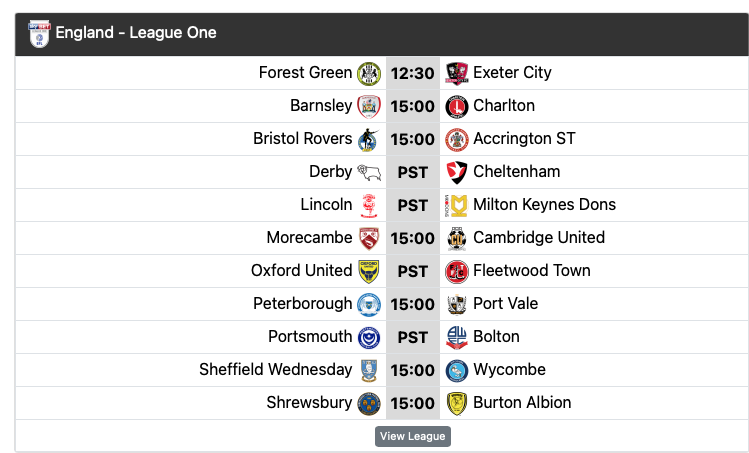 England - League One
Forest Green 12:30 Exeter City
Barnsley 15:00 Charlton
Bristol Rovers 15:00 Accrington ST
Derby PST Cheltenham
Lincoln PST Milton Keynes Dons
Morecambe 15:00 Cambridge United
Oxford United PST Fleetwood Town
Peterborough 15:00 Port Vale
Portsmouth PST Bolton
Sheffield Wednesday 15:00 Wycombe
Shrewsbury 15:00 Burton Albion
View League